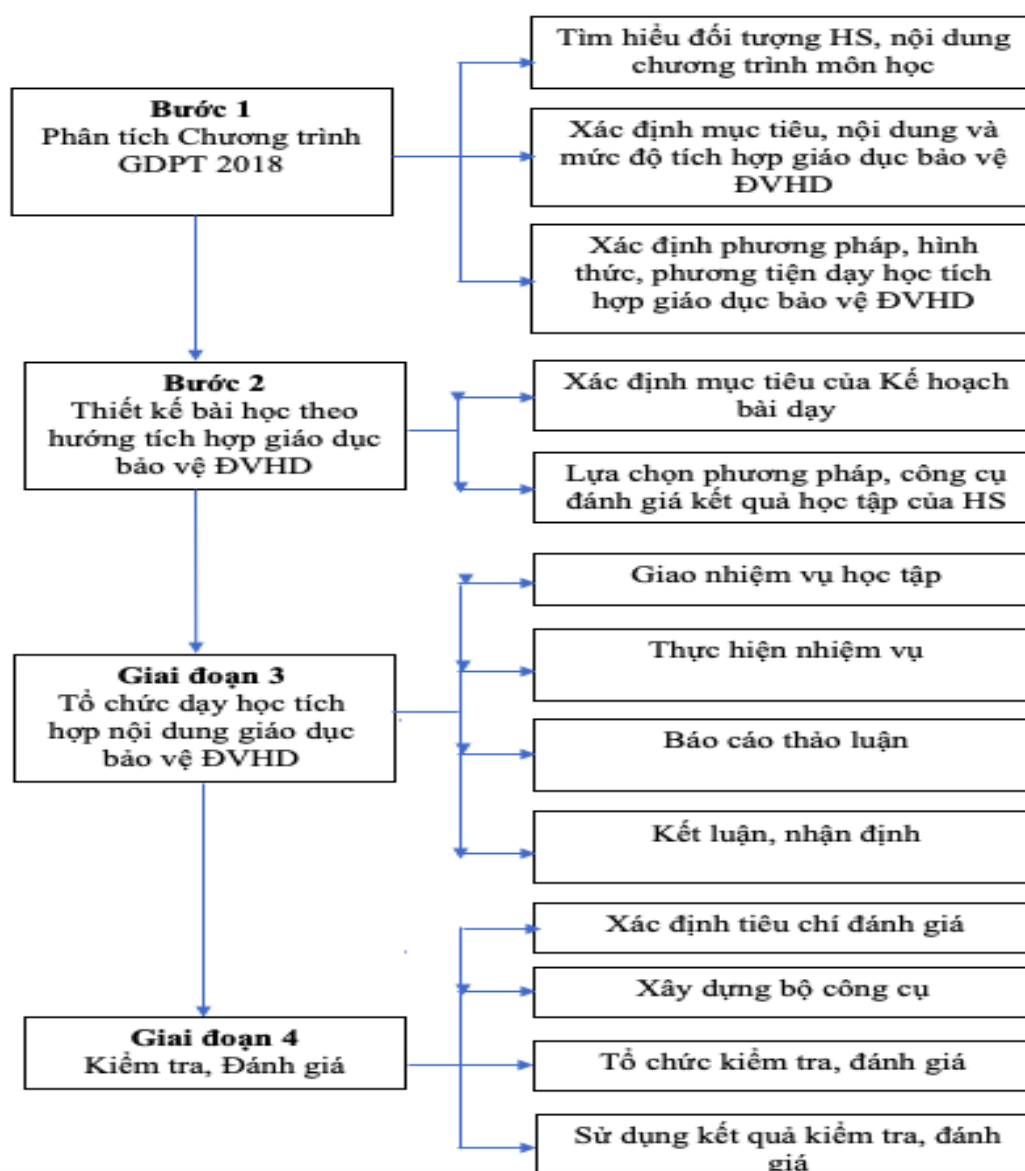 Bước 1
Phân tích Chương trình
GDPT 2018
Tìm hiểu đối tượng HS, nội dung
chương trình môn học
Xác định mục tiêu, nội dung và
mức độ tích hợp giáo dục bảo vệ
ĐVHD
Xác định phương pháp, hình
thức, phương tiện dạy học tích
hợp giáo dục bảo vệ ĐVHD
Bước 2
Thiết kế bài học theo
hướng tích hợp giáo dục
bảo vệ ĐVHD
Xác định mục tiêu của Kế hoạch
bài dạy
Lựa chọn phương pháp, công cụ
đánh giá kết quả học tập của HS
Giai đoạn 3
Tổ chức dạy học tích
hợp nội dung giáo dục
bảo vệ ĐVHD
Giao nhiệm vụ học tập
Thực hiện nhiệm vụ
Báo cáo thảo luận
Kết luận, nhận định
Giai đoạn 4
Kiểm tra, Đánh giá
Xác định tiêu chí đánh giá
Xây dựng bộ công cụ
Tổ chức kiểm tra, đánh giá
Sử dụng kết quả kiểm tra, đánh
giá